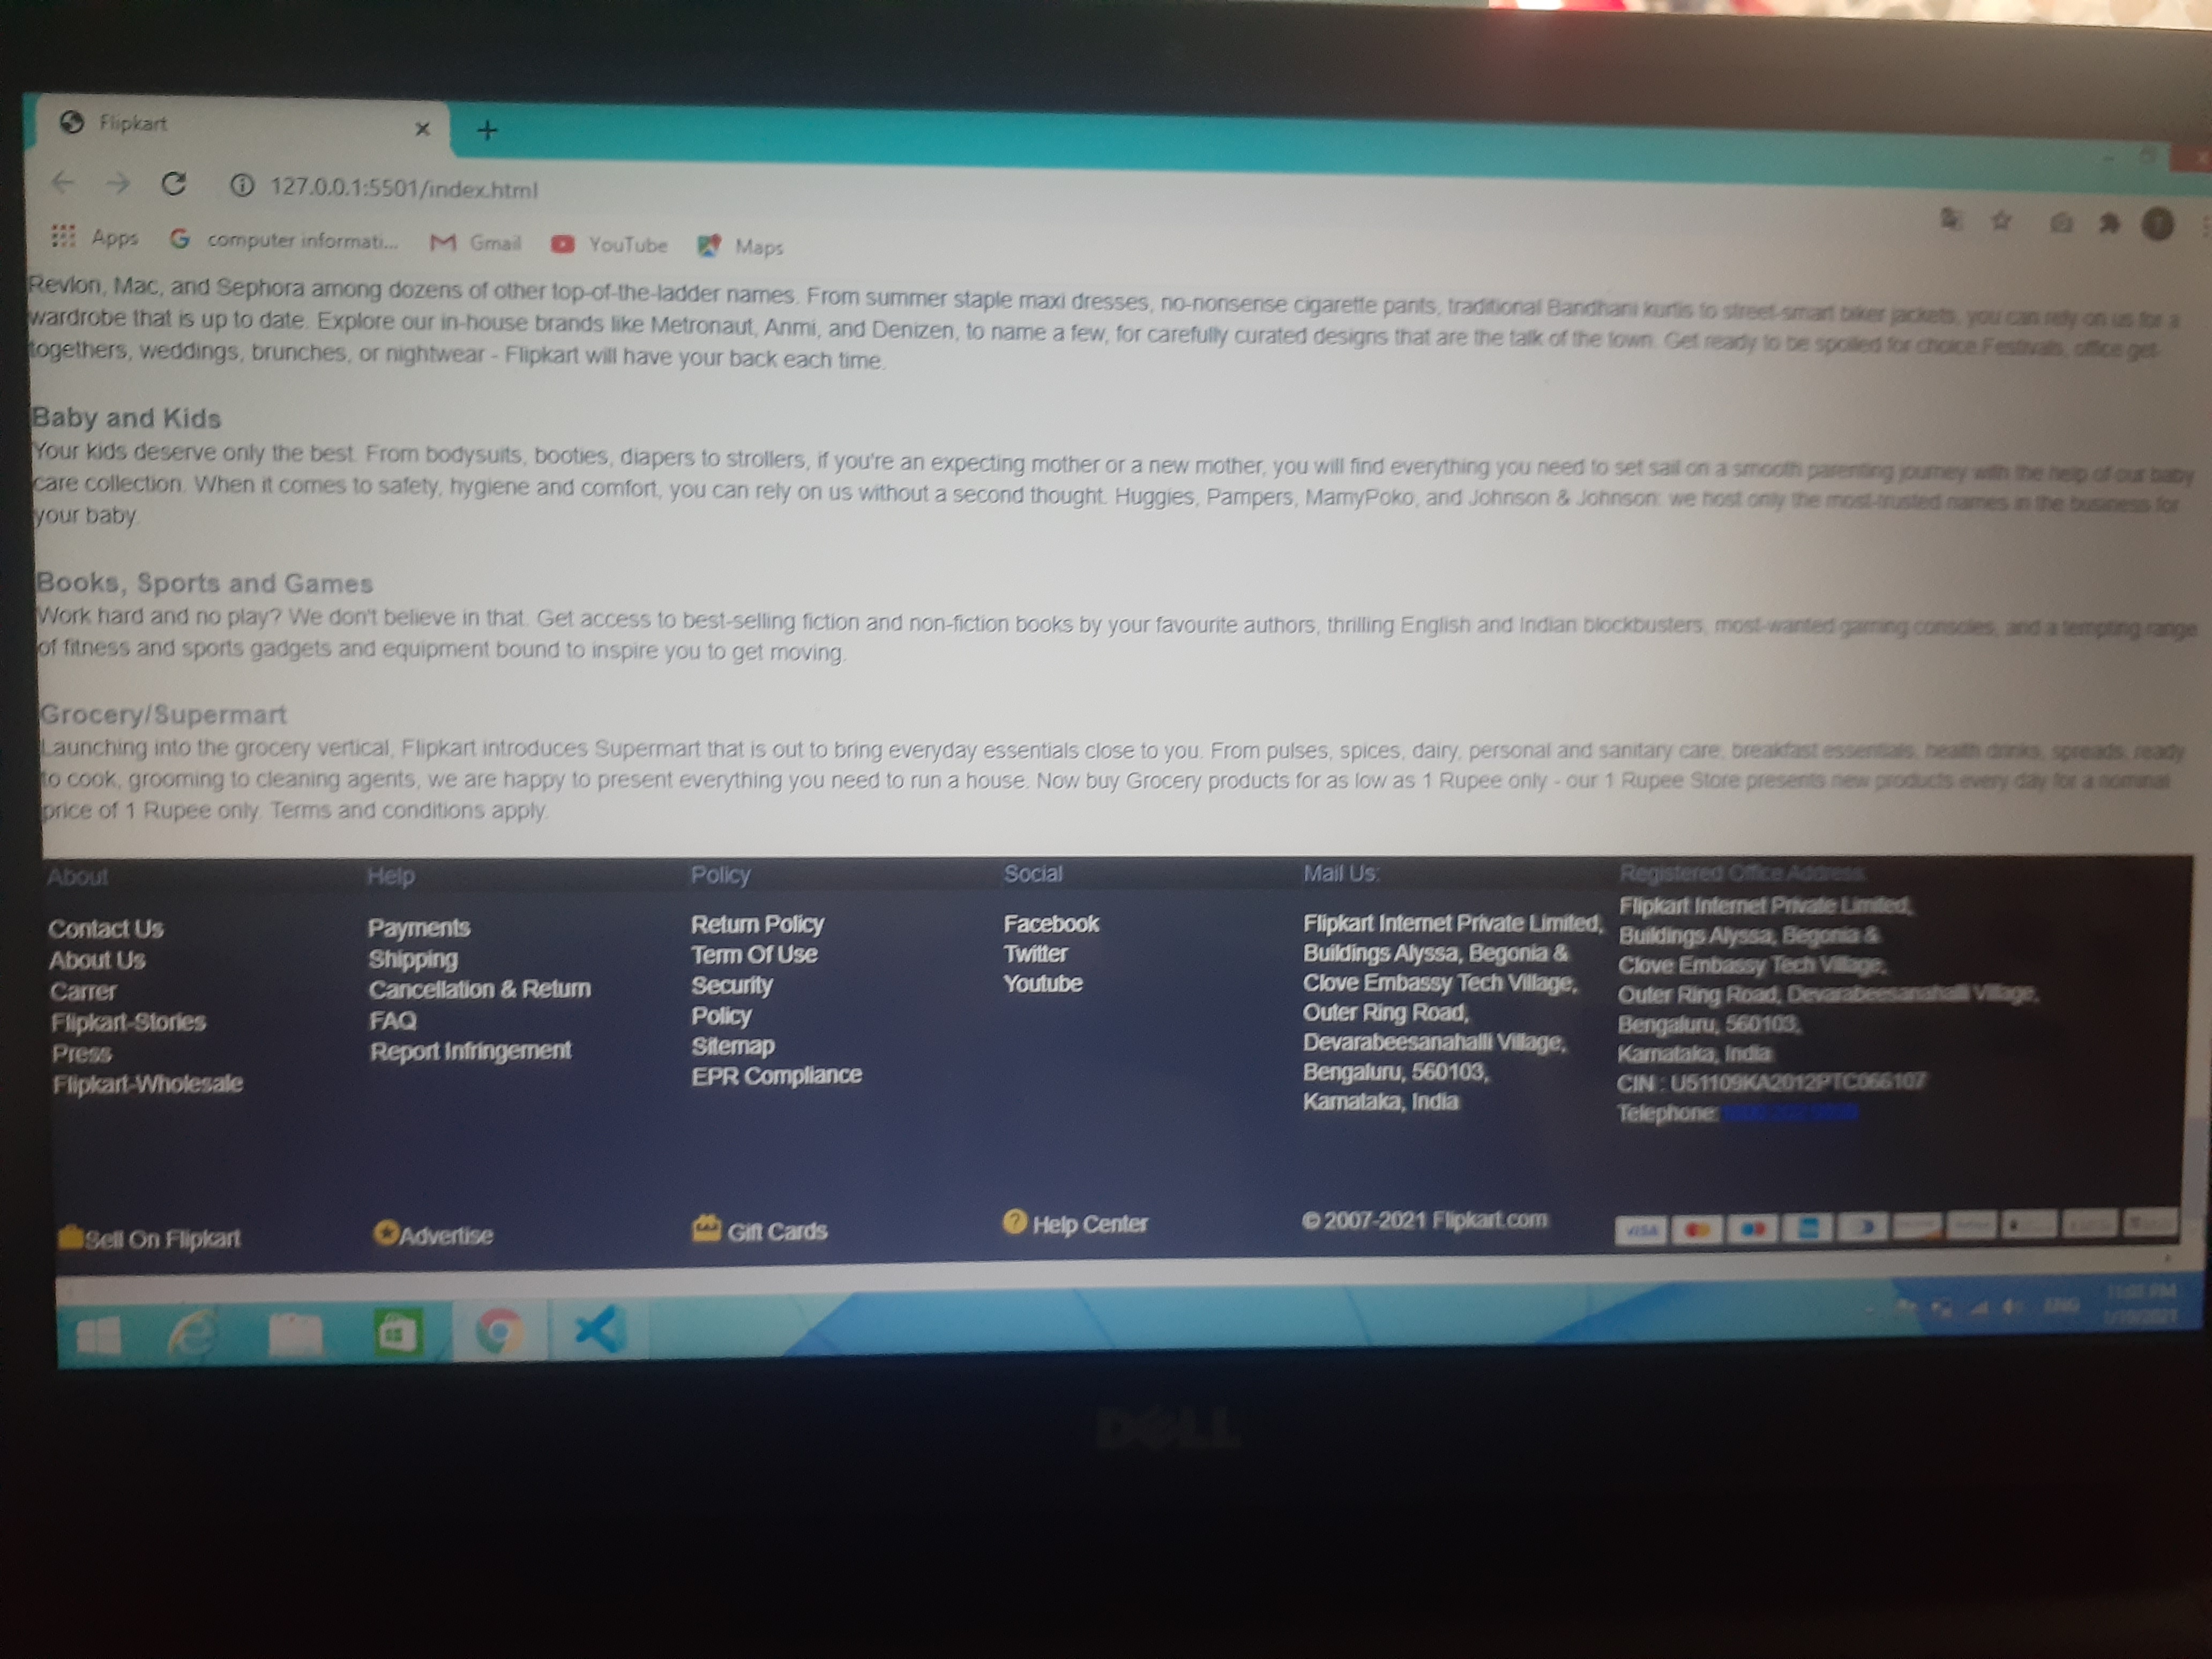 Flipkart
127.0.0.1:5501/index.html
Apps computer informati... Gmail YouTube Maps
Revlon, Mac, and Sephora among dozens of other top-of-the-ladder names. From summer staple maxi dresses, no-nonsense cigarette pants, traditional Bandhani kurtis to street-smart biker jackets, you can rely on us for a
wardrobe that is up to date. Explore our in-house brands like Metronaut, Anmi, and Denizen, to name a few, for carefully curated designs that are the talk of the town. Get ready to be spoiled for choice.Festivals, office get-
togethers, weddings, brunches, or nightwear - Flipkart will have your back each time.
Baby and Kids
Your kids deserve only the best. From bodysuits, booties, diapers to strollers, if you're an expecting mother or a new mother, you will find everything you need to set sail on a smooth parenting journey with the help of our baby
care collection. When it comes to safety, hygiene and comfort, you can rely on us without a second thought. Huggies, Pampers, MamyPoko, and Johnson & Johnson: we host only the most-trusted names in the business for
your baby.
Books, Sports and Games
Work hard and no play? We don't believe in that. Get access to best-selling fiction and non-fiction books by your favourite authors, thrilling English and Indian blockbusters, most-wanted gaming consoles, and a tempting range
of fitness and sports gadgets and equipment bound to inspire you to get moving.
Grocery/Supermart
Launching into the grocery vertical, Flipkart introduces Supermart that is out to bring everyday essentials close to you. From pulses, spices, dairy, personal and sanitary care, breakfast essentials, health drinks, spreads, ready
to cook, grooming to cleaning agents, we are happy to present everything you need to run a house. Now buy Grocery products for as low as 1 Rupee only - our 1 Rupee Store presents new products every day for a nominal
price of 1 Rupee only. Terms and conditions apply.
About
Contact Us
About Us
Carrer
Flipkart-Stories
Press
Flipkart-Wholesale
Help
Payments
Shipping
Cancellation & Return
FAQ
Report Infringement
Policy
Return Policy
Term Of Use
Security
Policy
Sitemap
EPR Compliance
Social
Facebook
Twitter
Youtube
Mail Us:
Flipkart Internet Private Limited,
Buildings Alyssa, Begonia &
Clove Embassy Tech Village,
Outer Ring Road,
Devarabeesanahalli Village,
Bengaluru, 560103,
Karnataka, India
Registered Office Address:
Flipkart Internet Private Limited,
Buildings Alyssa, Begonia &
Clove Embassy Tech Village,
Outer Ring Road, Devarabeesanahalli Village,
Bengaluru, 560103,
Karnataka, India
CIN : U51109KA2012PTC066107
Telephone:
Sell On Flipkart Advertise Gift Cards Help Center © 2007-2021 Flipkart.com VISA
ENG
DELL